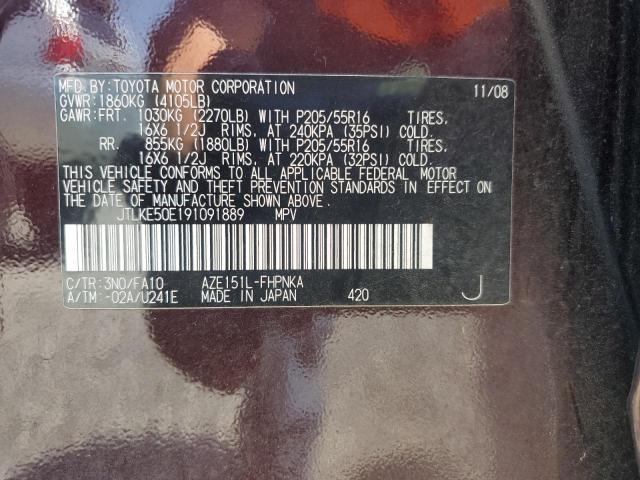 MFD.BY:TOYOTA MOTOR CORPORATION 11/08
GVWR:1860KG (4105LB)
GAWR:FRT. 1030KG (2270LB) WITH P205/55R16 TIRES,
16X6 1/2J RIMS, AT 240KPA (35PSI) COLD.
RR. 855KG (1880LB) WITH P205/55R16 TIRES,
16X6 1/2J RIMS, AT 220KPA (32PSI) COLD.
THIS VEHICLE CONFORMS TO ALL APPLICABLE FEDERAL MOTOR
VEHICLE SAFETY AND THEFT PREVENTION STANDARDS IN EFFECT ON
THE DATE OF MANUFACTURE SHOWN ABOVE.
JTLKE50E191091889 MPV
C/TR:3N0/FA10 AZE151L-FHPNKA
A/TM:-02A/U241E MADE IN JAPAN 420 J